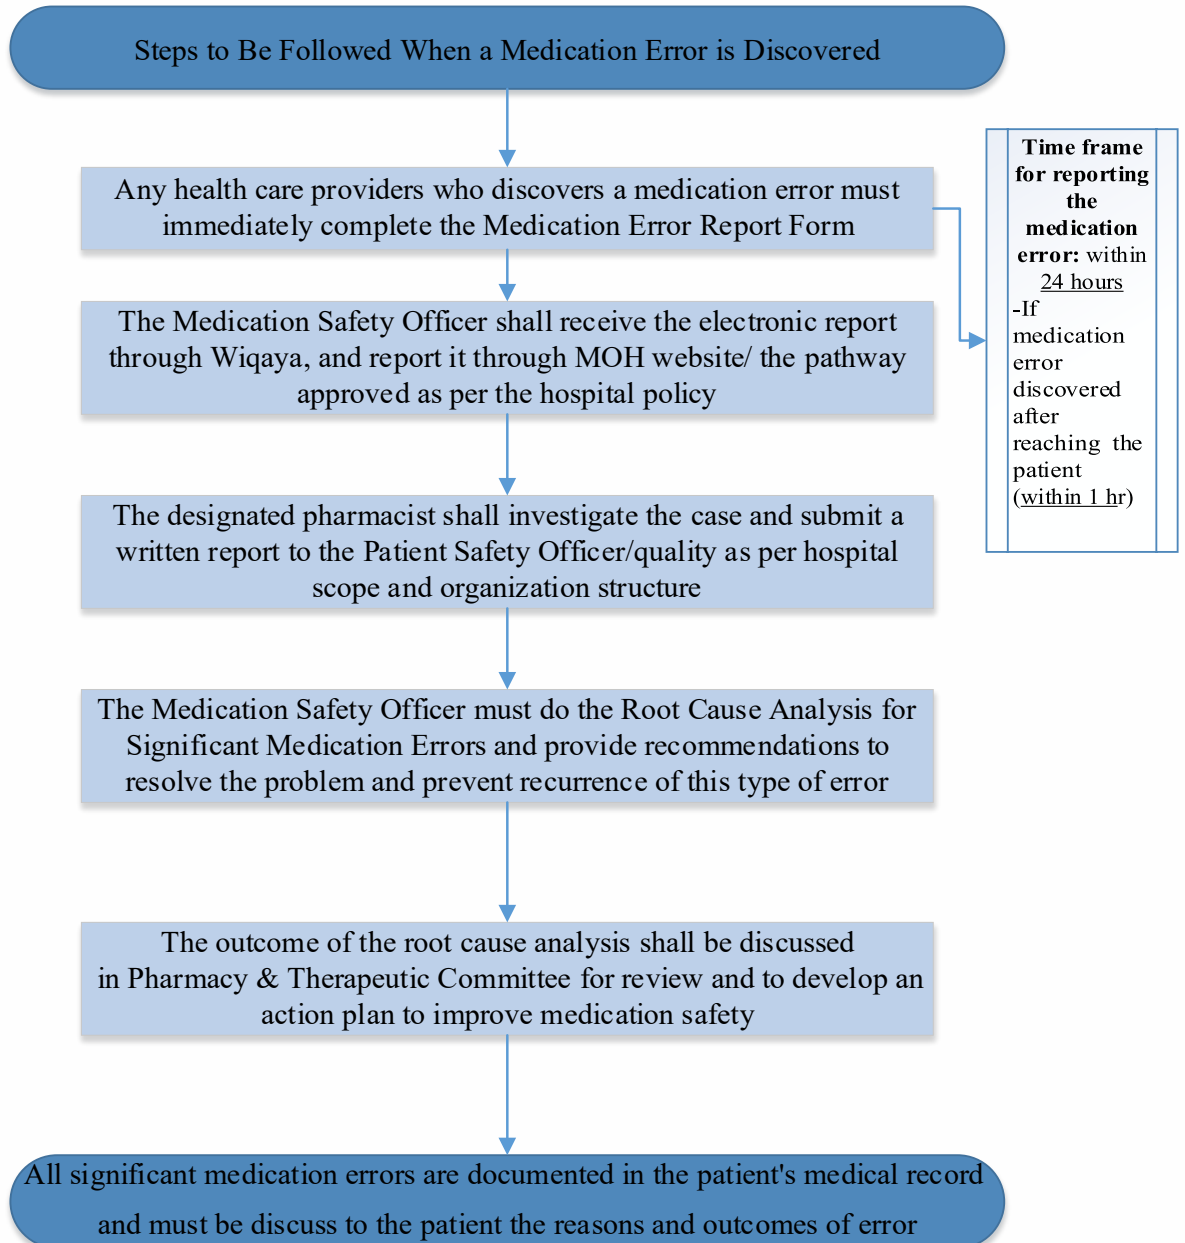 Steps to Be Followed When a Medication Error is Discovered
Any health care providers who discovers a medication error must
immediately complete the Medication Error Report Form
Time frame
for reporting
the
medication
error: within
24 hours
-If
medication
error
discovered
after
reaching the
patient
(within 1 hr)
The Medication Safety Officer shall receive the electronic report
through Wiqaya, and report it through MOH website/ the pathway
approved as per the hospital policy
The designated pharmacist shall investigate the case and submit a
written report to the Patient Safety Officer/quality as per hospital
scope and organization structure
The Medication Safety Officer must do the Root Cause Analysis for
Significant Medication Errors and provide recommendations to
resolve the problem and prevent recurrence of this type of error
The outcome of the root cause analysis shall be discussed
in Pharmacy & Therapeutic Committee for review and to develop an
action plan to improve medication safety
All significant medication errors are documented in the patient's medical record
and must be discuss to the patient the reasons and outcomes of error